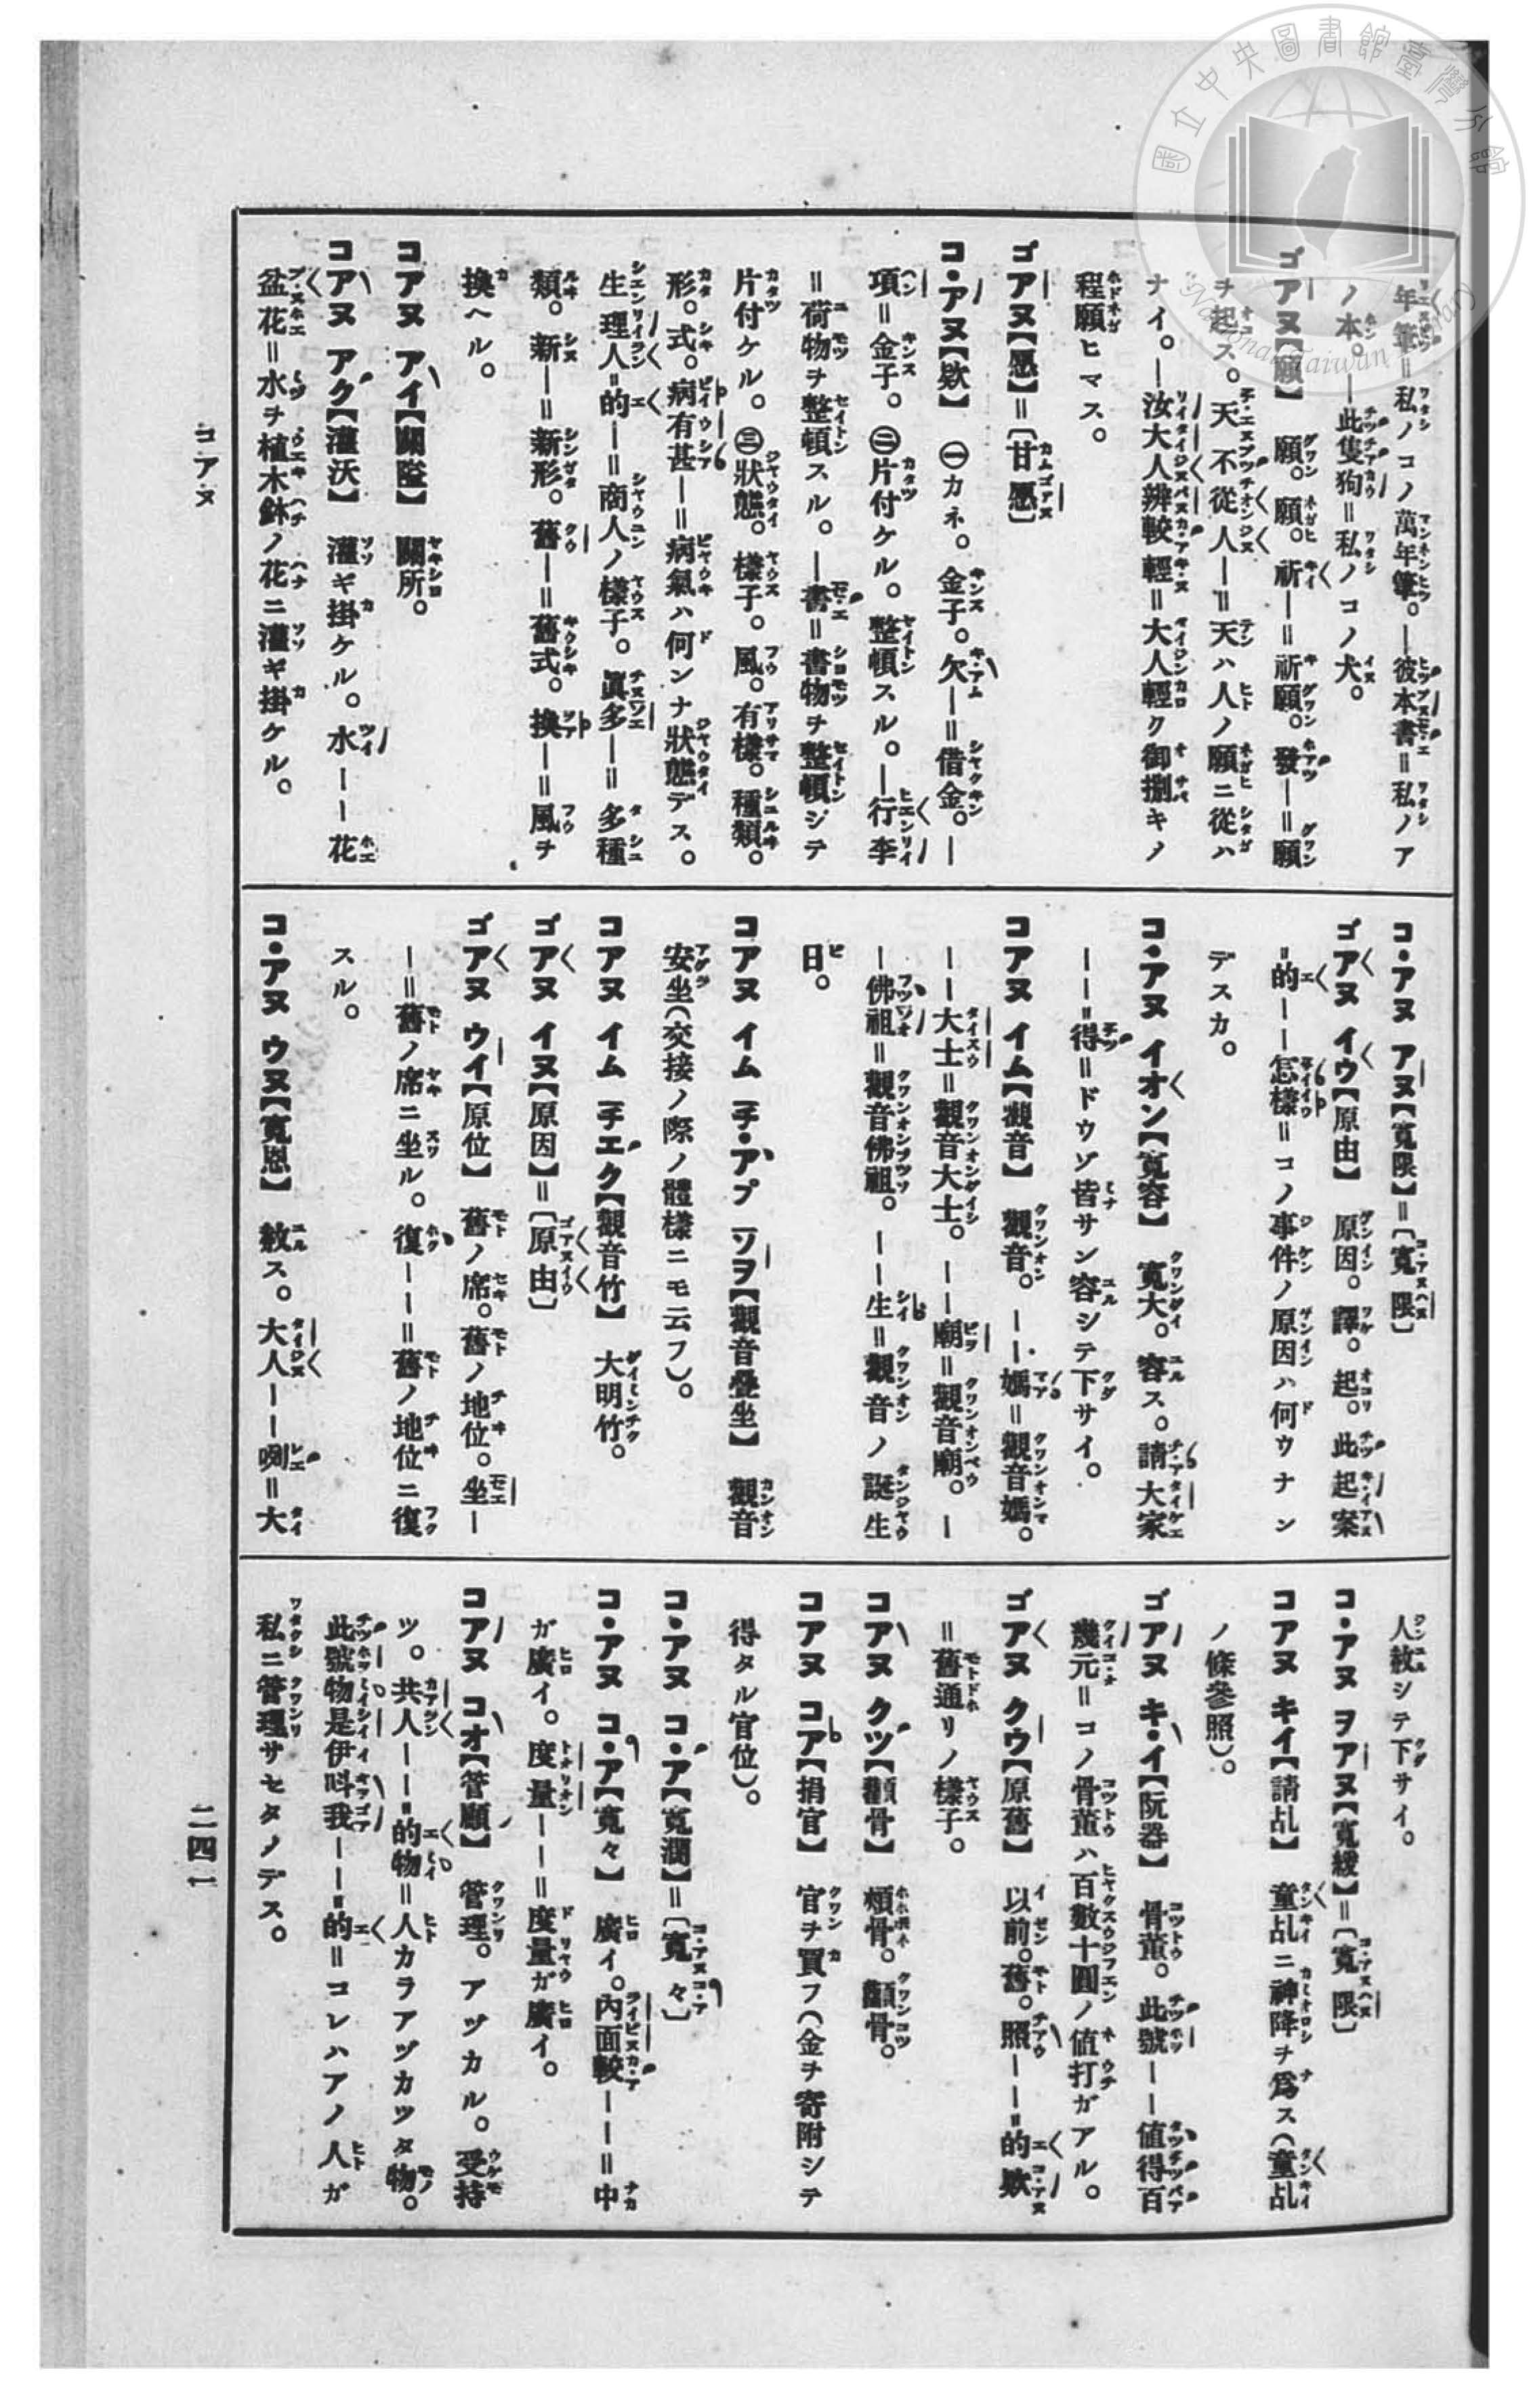 國立中央圖書館臺灣分館
National Taiwan Library
年筆=私ノコノ萬年筆。—彼本書=私ノア
ノ本。—此隻狗=私ノコノ犬。
ゴアヌ【願】 願。願。祈—=祈願。發—=願
ヲ起ス。天不從人—=天ハ人ノ願ニ從ハ
ナイ。—汝大人辨較輕=大人輕ク御捌キノ
程願ヒマス。
ゴアヌ【愿】=〔甘愿〕
コ・アヌ【欵】 ㊀カネ。金子。欠—=借金。—
項=金子。㊁片付ケル。整頓スル。—行李
=荷物ヲ整頓スル。—書=書物ヲ整頓シテ
片付ケル。㊂狀態。樣子。風。有樣。種類。
形。式。病有甚—=病氣ハ何ンナ狀態デス。
生理人"的—=商人ノ樣子。眞多—=多種
類。新—=新形。舊—=舊式。換—=風ヲ
換ヘル。
コアヌ アイ【關隘】 關所。
コアヌ アク【灌沃】 灌ギ掛ケル。水——花
盆花=水ヲ植木鉢ノ花ニ灌ギ掛ケル。
コ・アヌ アヌ【寬限】=〔寬限〕
ゴアヌ イウ【原由】 原因。譯。起。此起案
"的——怎樣=コノ事件ノ原因ハ何ウナン
デスカ。
コ・アヌ イオン【寬容】 寬大。容ス。請大家
——"得=ドウゾ皆サン容シテ下サイ。
コアヌ イム【觀音】 觀音。——媽=觀音媽。
——大士=觀音大士。——廟=觀音廟。—
—佛祖=觀音佛祖。——生=觀音ノ誕生
日。
コアヌ イム チ・アプ ソヲ【觀音疊坐】 觀音
安坐(交接ノ際ノ體樣ニモ云フ)。
コアヌ イム チエク【觀音竹】 大明竹。
ゴアヌ イヌ【原因】=〔原由〕
ゴアヌ ウイ【原位】 舊ノ席。舊ノ地位。坐—
—=舊ノ席ニ坐ル。復——=舊ノ地位ニ復
スル。
コ・アヌ ウヌ【寬恩】 赦ス。大人——咧=大
人赦シテ下サイ。
コ・アヌ ヲアヌ【寬緩】=〔寬限〕
コアヌ キイ【請乩】 童乩ニ神降ヲ爲ス(童乩
ノ條參照)。
ゴアヌ キ・イ【阮器】 骨董。此號——値得百
幾元=コノ骨董ハ百數十圓ノ値打ガアル。
ゴアヌ クウ【原舊】 以前。舊。照——"的欵
=舊通リノ樣子。
コアヌ クツ【顴骨】 頬骨。顴骨。
コアヌ コア【捐官】 官ヲ買フ(金ヲ寄附シテ
得タル官位)。
コ・アヌ コ・ア【寬濶】=〔寬々〕
コ・アヌ コ・ア【寬々】 廣イ。內面較——=中
ガ廣イ。度量——=度量ガ廣イ。
コアヌ コオ【管顧】 管理。アヅカル。受持
ツ。共人——"的物=人カラアヅカツタ物。
此號物是伊呌我——"的=コレハアノ人ガ
私ニ管理サセタノデス。
コアヌ
二四一